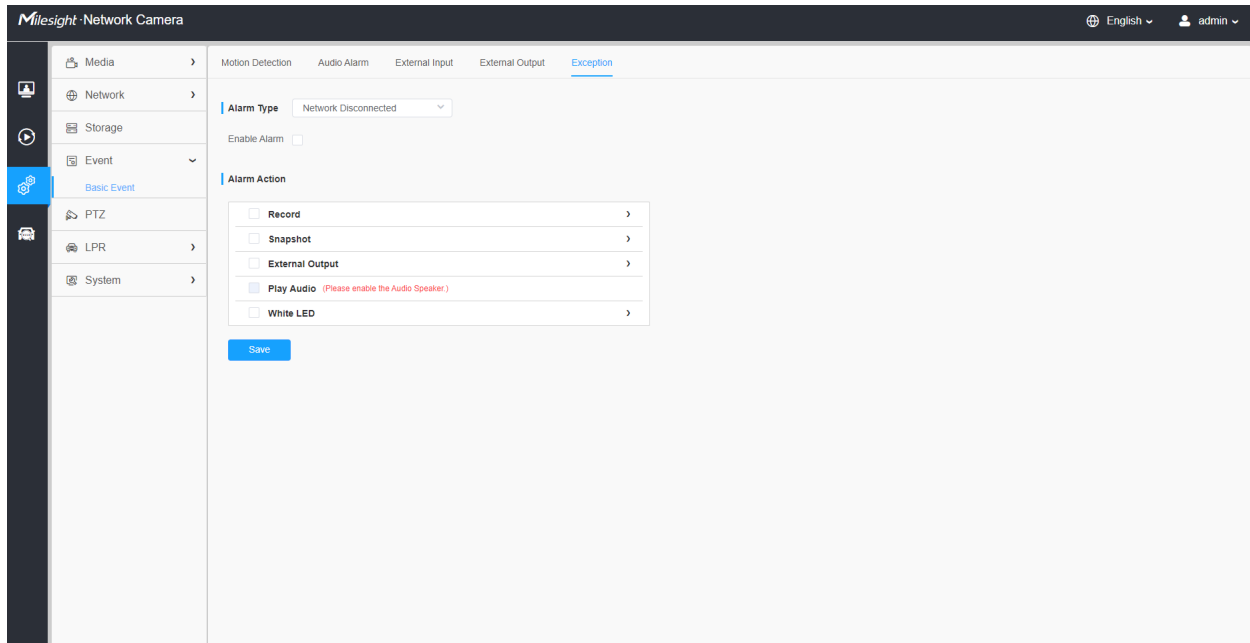 Milesight · Network Camera
English
admin
Media
Network
Storage
Event
Basic Event
PTZ
LPR
System
Motion Detection Audio Alarm External Input External Output Exception
Alarm Type Network Disconnected
Enable Alarm
Alarm Action
Record
Snapshot
External Output
Play Audio (Please enable the Audio Speaker.)
White LED
Save